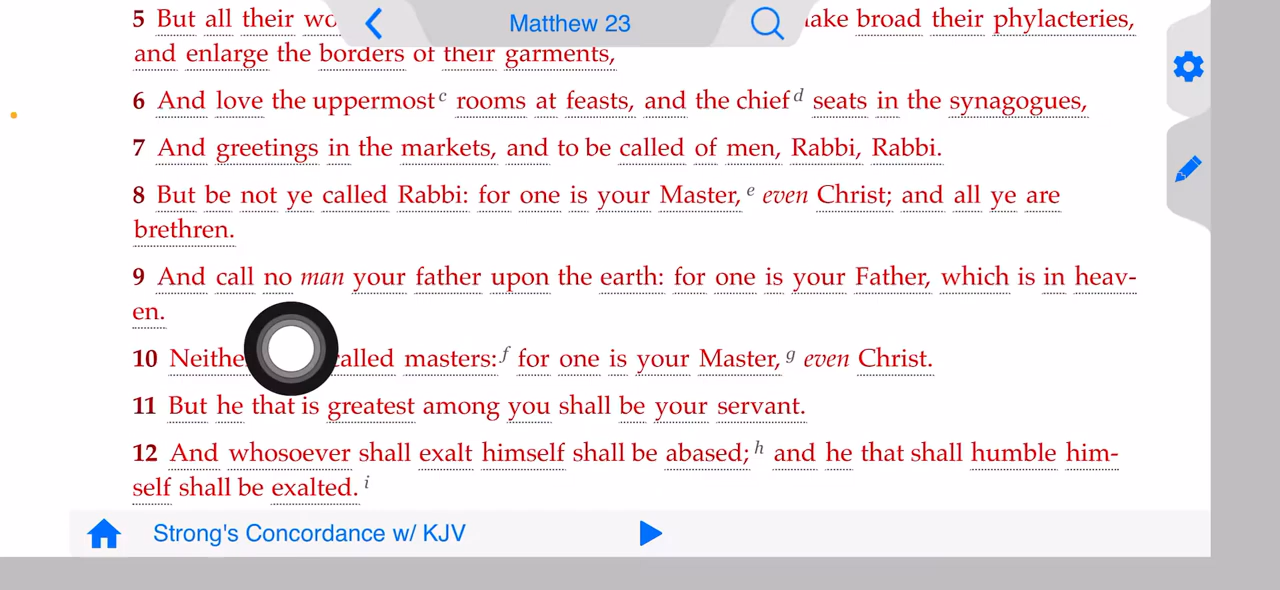 Matthew 23
5 But all their wo ake broad their phylacteries,
and enlarge the borders of their garments,
6 And love the uppermost c rooms at feasts, and the chief d seats in the synagogues,
7 And greetings in the markets, and to be called of men, Rabbi, Rabbi.
8 But be not ye called Rabbi: for one is your Master, e even Christ; and all ye are
brethren.
9 And call no man your father upon the earth: for one is your Father, which is in heav-
en.
10 Neithe called masters: f for one is your Master, g even Christ.
11 But he that is greatest among you shall be your servant.
12 And whosoever shall exalt himself shall be abased; h and he that shall humble him-
self shall be exalted. i
Strong's Concordance w/ KJV